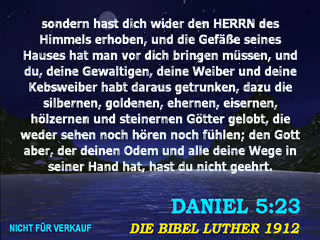 sondern hast dich wider den HERRN des
Himmels erhoben, und die Gefäße seines
Hauses hat man vor dich bringen müssen, und
du, deine Gewaltigen, deine Weiber und deine
Kebsweiber habt daraus getrunken, dazu die
silbernen, goldenen, ehernen, eisernen,
hölzernen und steinernen Götter gelobt, die
weder sehen noch hören noch fühlen; den Gott
aber, der deinen Odem und alle deine Wege in
seiner Hand hat, hast du nicht geehrt.
DANIEL 5:23
NICHT FÜR VERKAUF
DIE BIBEL LUTHER 1912